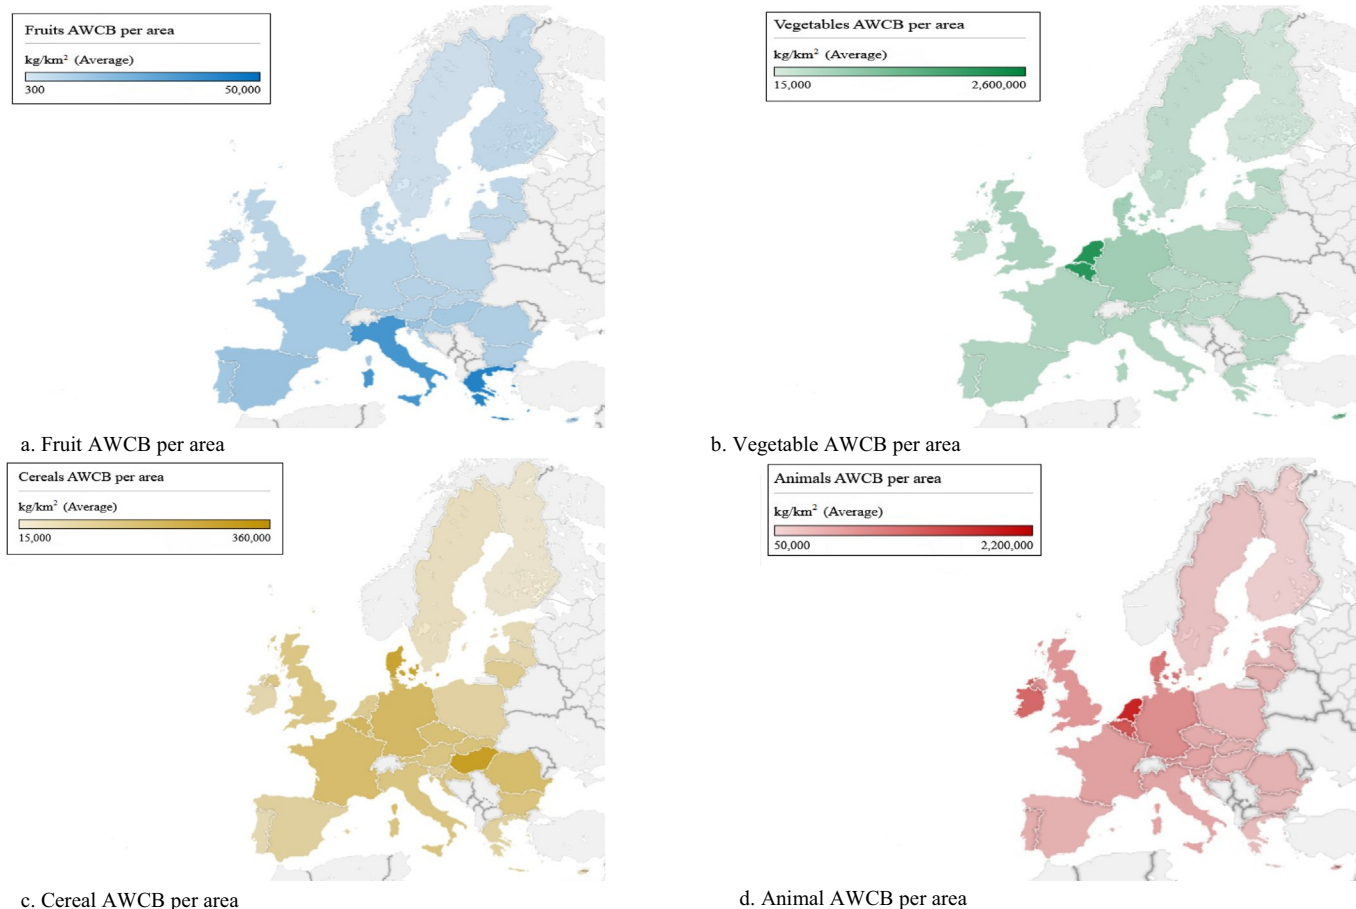 Fruits AWCB per area
kg/km² (Average)
300 50,000
a. Fruit AWCB per area
Vegetables AWCB per area
kg/km² (Average)
15,000 2,600,000
b. Vegetable AWCB per area
Cereals AWCB per area
kg/km² (Average)
15,000 360,000
c. Cereal AWCB per area
Animals AWCB per area
kg/km² (Average)
50,000 2,200,000
d. Animal AWCB per area